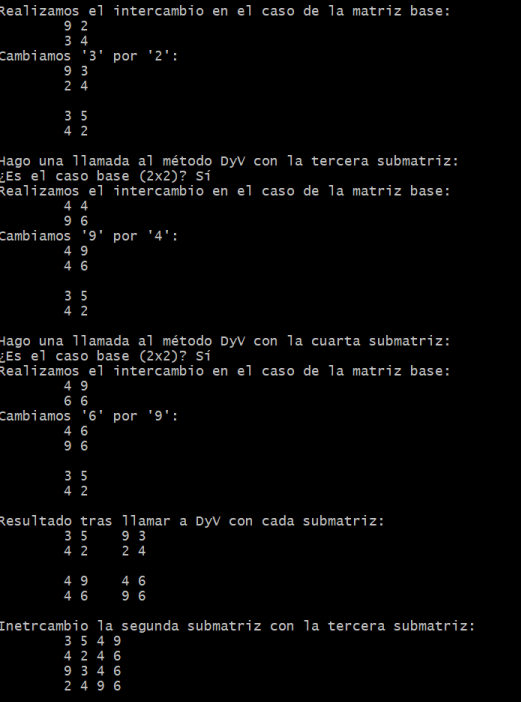 Realizamos el intercambio en el caso de la matriz base:
9 2
3 4
Cambiamos '3' por '2':
9 3
2 4
3 5
4 2
Hago una llamada al método DyV con la tercera submatriz:
¿Es el caso base (2x2)? Sí
Realizamos el intercambio en el caso de la matriz base:
4 4
9 6
Cambiamos '9' por '4':
4 9
4 6
3 5
4 2
Hago una llamada al método DyV con la cuarta submatriz:
¿Es el caso base (2x2)? Sí
Realizamos el intercambio en el caso de la matriz base:
4 9
6 6
Cambiamos '6' por '9':
4 6
9 6
3 5
4 2
Resultado tras llamar a DyV con cada submatriz:
3 5    9 3
4 2    2 4
4 9    4 6
4 6    9 6
Inetrcambio la segunda submatriz con la tercera submatriz:
3 5 4 9
4 2 4 6
9 3 4 6
2 4 9 6